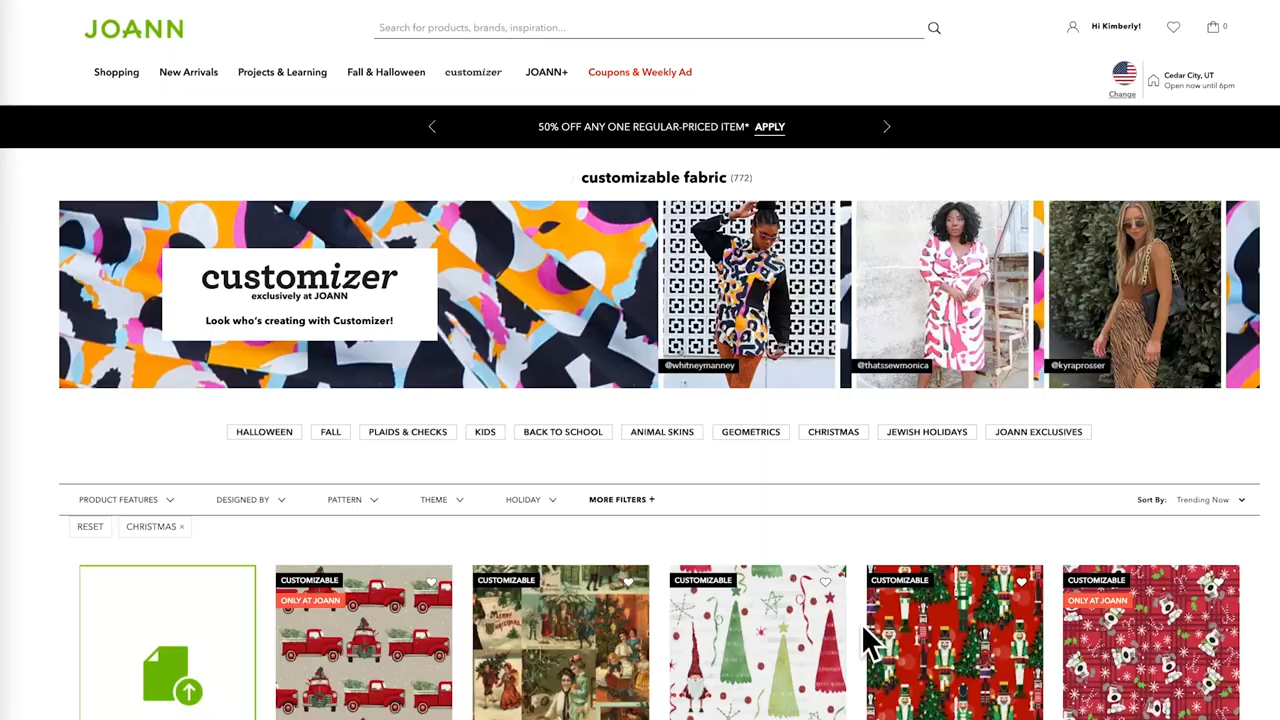 JOANN
Search for products, brands, inspiration...
Hi Kimberly!
0
Shopping
New Arrivals
Projects & Learning
Fall & Halloween
customizer
JOANN+
Coupons & Weekly Ad
Change
Cedar City, UT
Open now until 6pm
50% OFF ANY ONE REGULAR-PRICED ITEM* APPLY
customizable fabric (772)
customizer
exclusively at JOANN
Look who's creating with Customizer!
@whitneymanney
@thatssewmonica
@kyraprosser
HALLOWEEN
FALL
PLAIDS & CHECKS
KIDS
BACK TO SCHOOL
ANIMAL SKINS
GEOMETRICS
CHRISTMAS
JEWISH HOLIDAYS
JOANN EXCLUSIVES
PRODUCT FEATURES
DESIGNED BY
PATTERN
THEME
HOLIDAY
MORE FILTERS +
Sort By: Trending Now
RESET
CHRISTMAS ×
CUSTOMIZABLE
ONLY AT JOANN
CUSTOMIZABLE
CUSTOMIZABLE
CUSTOMIZABLE
CUSTOMIZABLE
ONLY AT JOANN